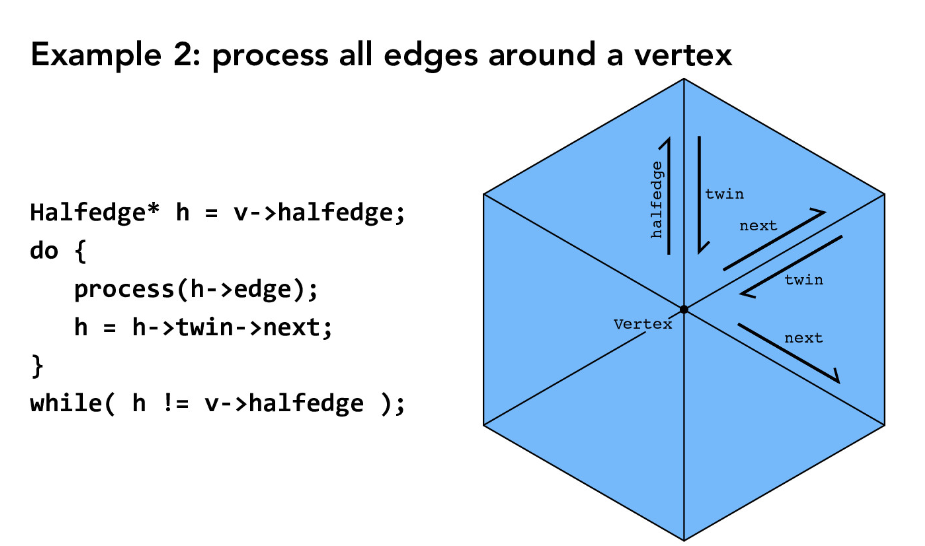 Example 2: process all edges around a vertex
Halfedge* h = v->halfedge;
do {
process(h->edge);
h = h->twin->next;
}
while( h != v->halfedge );
halfedge
twin
next
twin
Vertex
next